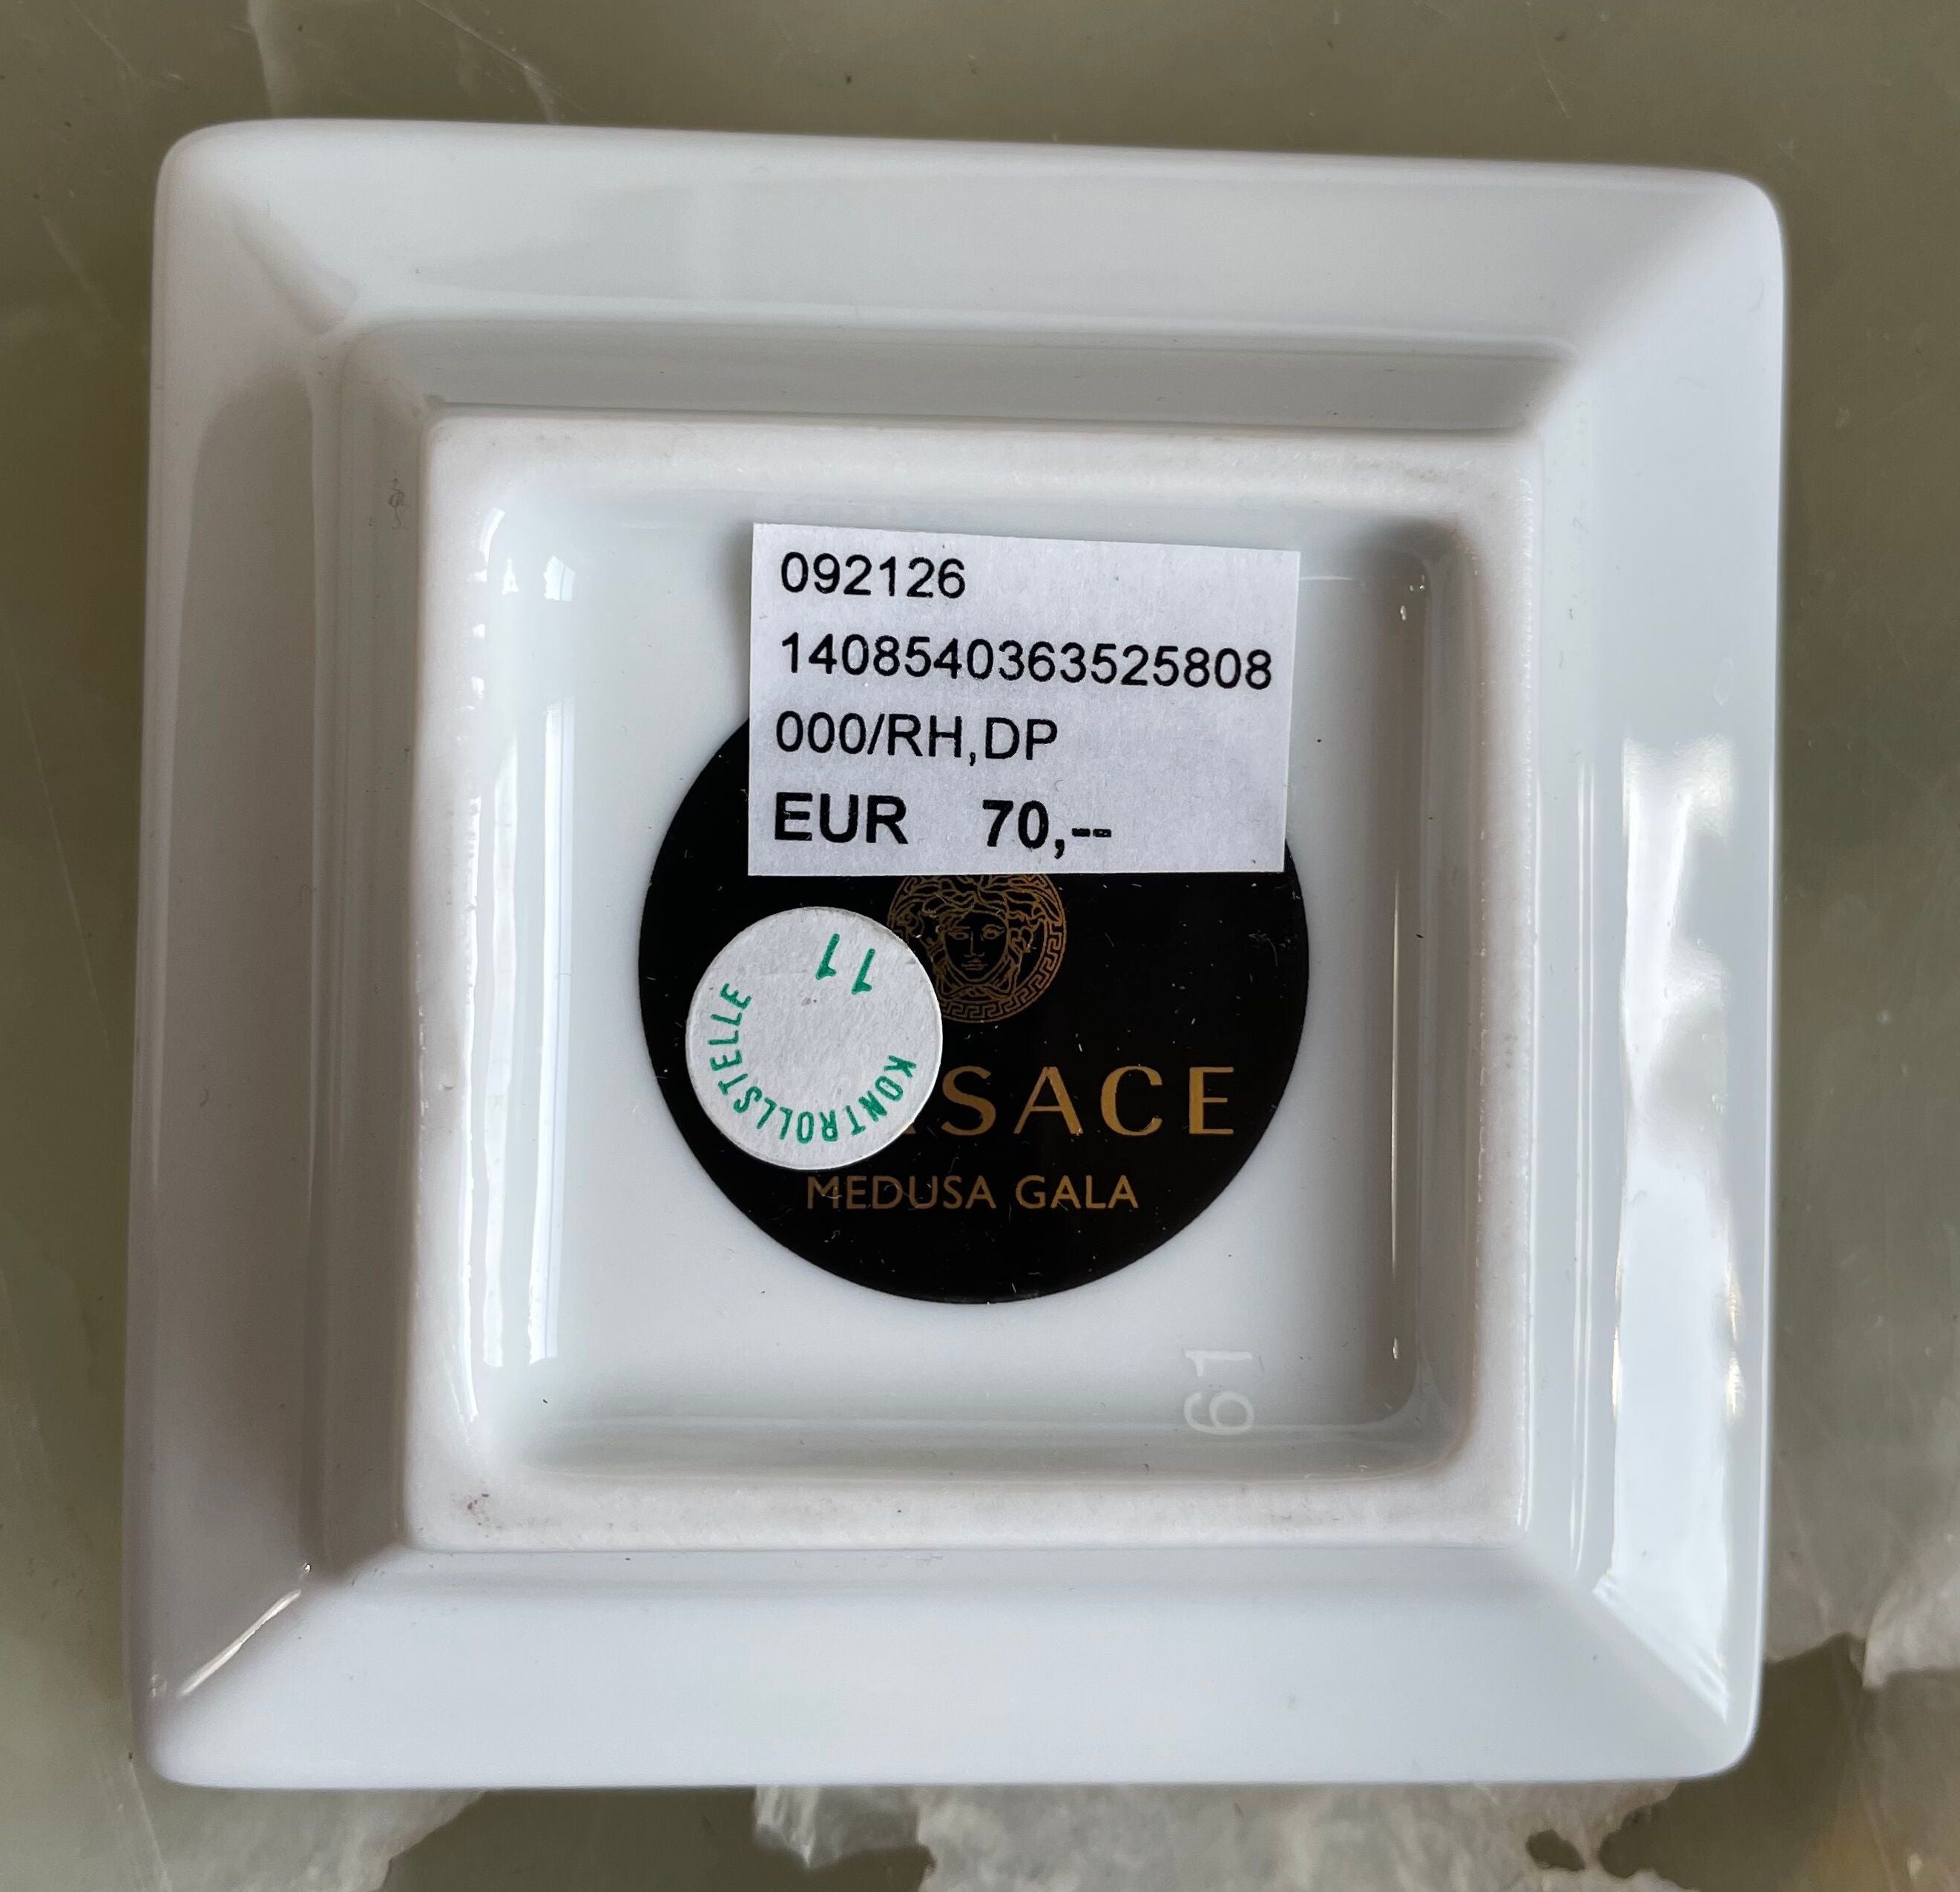 092126
1408540363525808
000/RH,DP
EUR 70,--
11
KONTROLLSTELLE
SACE
MEDUSA GALA
61